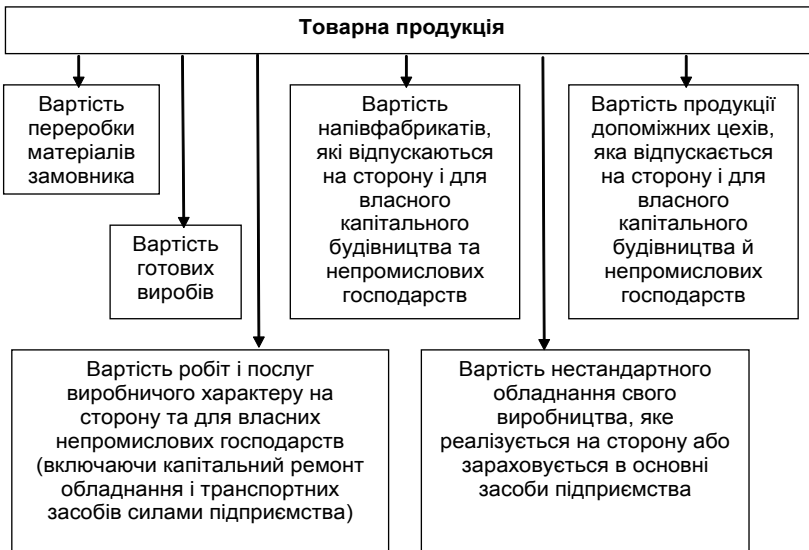 Товарна продукція
Вартість
переробки
матеріалів
замовника
Вартість
готових
виробів
Вартість
напівфабрикатів,
які відпускаються
на сторону і для
власного
капітального
будівництва та
непромислових
господарств
Вартість продукції
допоміжних цехів,
яка відпускається
на сторону і для
власного
капітального
будівництва й
непромислових
господарств
Вартість робіт і послуг
виробничого характеру на
сторону та для власних
непромислових господарств
(включаючи капітальний ремонт
обладнання і транспортних
засобів силами підприємства)
Вартість нестандартного
обладнання свого
виробництва, яке
реалізується на сторону або
зараховується в основні
засоби підприємства